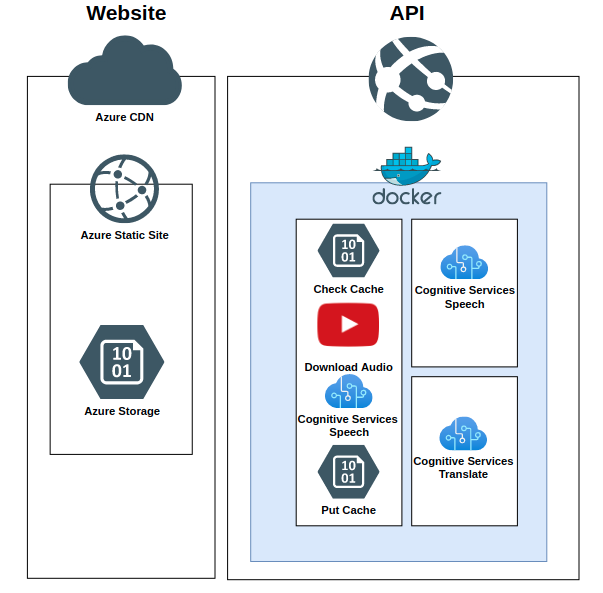 Website
Azure CDN
Azure Static Site
10
01
Azure Storage
API
docker
10
01
Check Cache
Download Audio
Cognitive Services
Speech
10
01
Put Cache
Cognitive Services
Speech
Cognitive Services
Translate